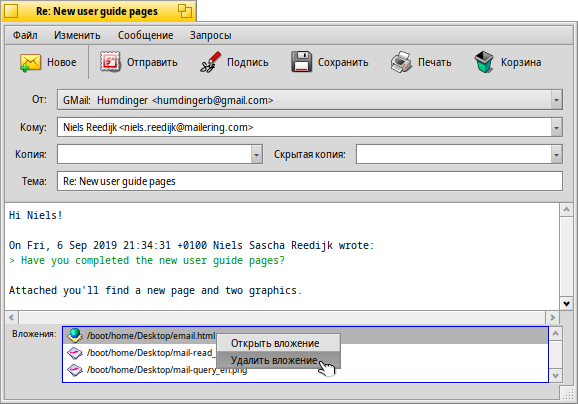 Re: New user guide pages
Файл Изменить Сообщение Запросы
Новое Отправить Подпись Сохранить Печать Корзина
От: GMail: Humdinger <humdingerb@gmail.com>
Кому: Niels Reedijk <niels.reedijk@mailering.com>
Копия: Скрытая копия:
Тема: Re: New user guide pages
Hi Niels!
On Fri, 6 Sep 2019 21:34:31 +0100 Niels Sascha Reedijk wrote:
> Have you completed the new user guide pages?
Attached you'll find a new page and two graphics.
Вложения: /boot/home/Desktop/email.html
Открыть вложение
/boot/home/Desktop/mail-read_
Удалить вложение
/boot/home/Desktop/mail-query_en.png